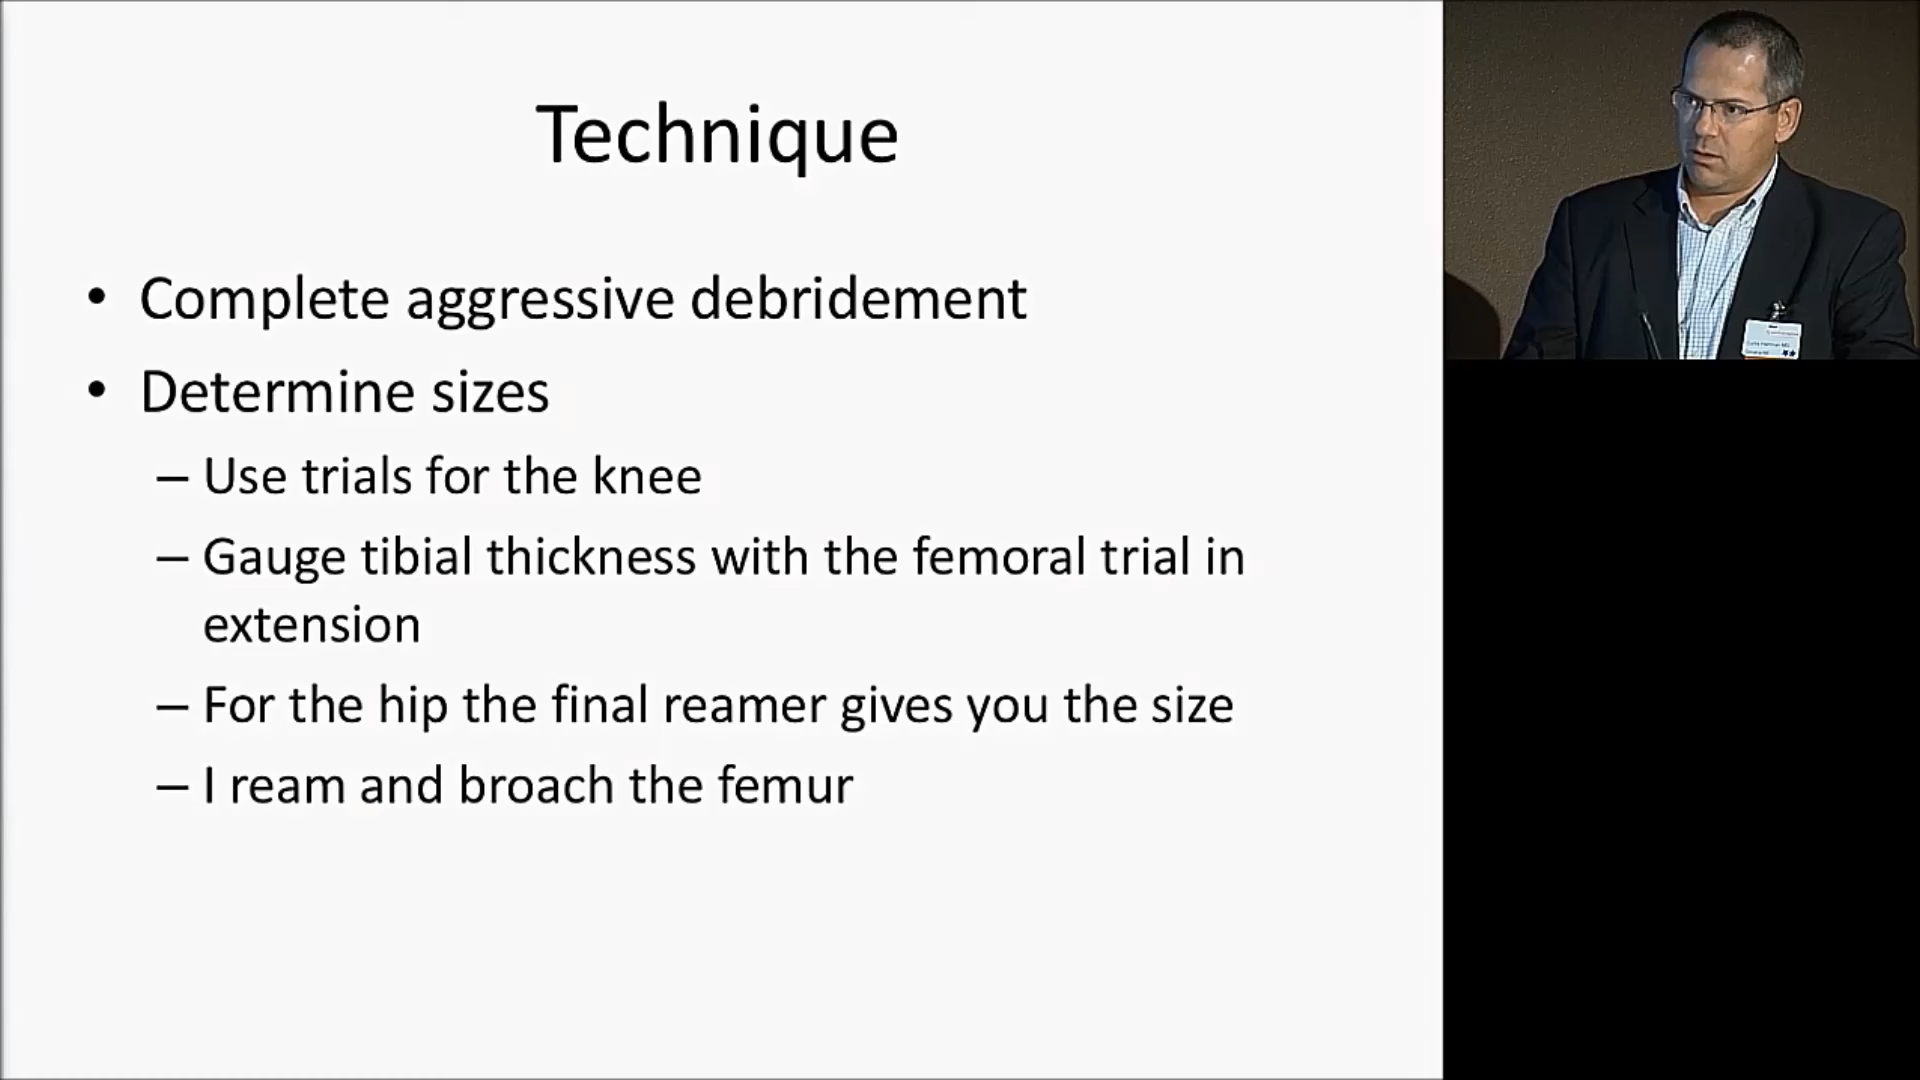 Technique
• Complete aggressive debridement
• Determine sizes
– Use trials for the knee
– Gauge tibial thickness with the femoral trial in
extension
– For the hip the final reamer gives you the size
– I ream and broach the femur